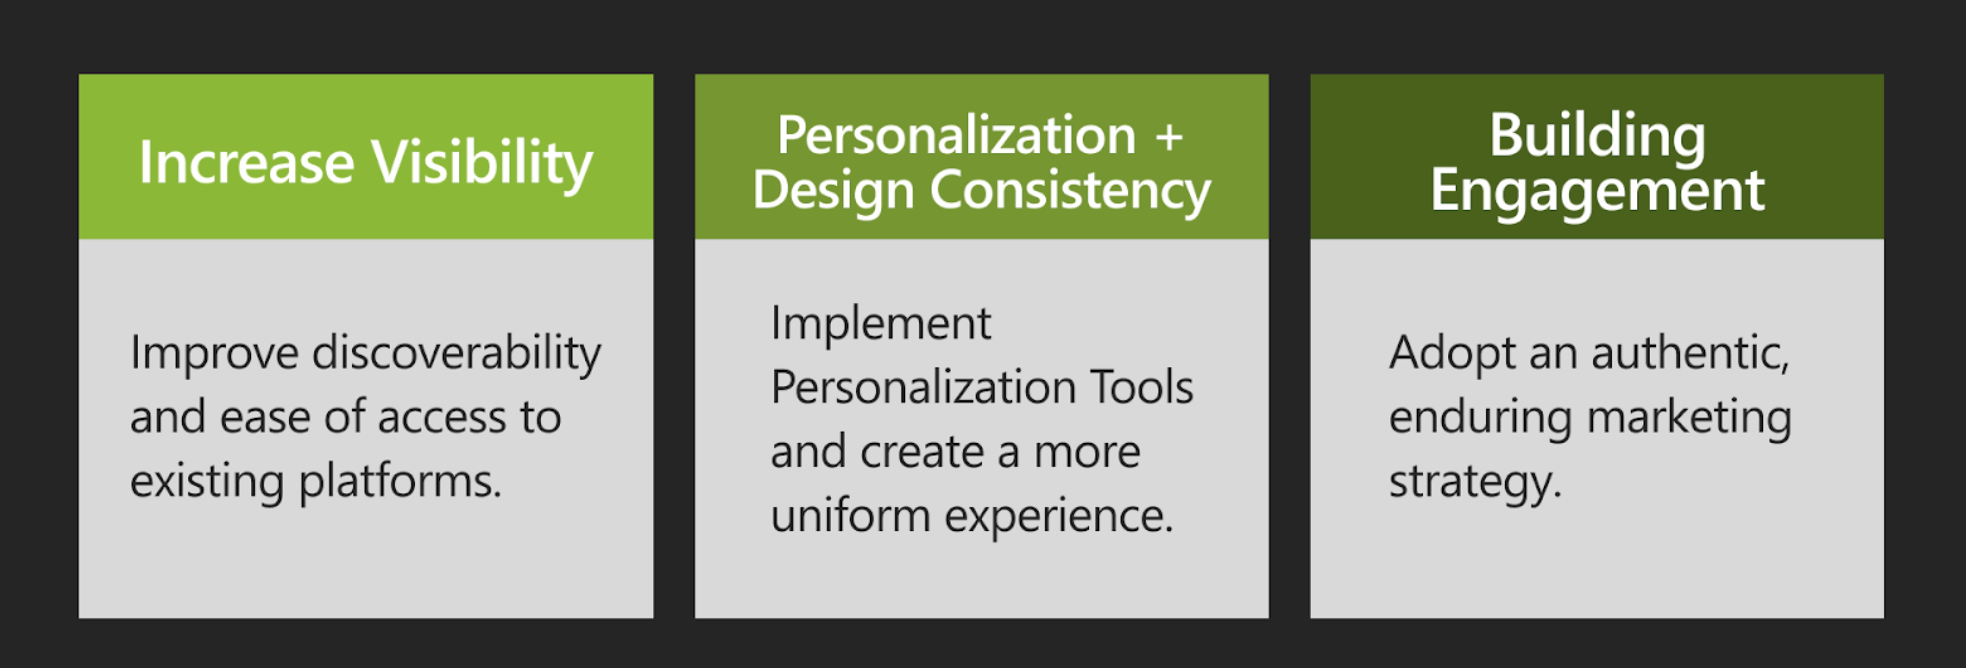 Increase Visibility
Improve discoverability
and ease of access to
existing platforms.
Personalization +
Design Consistency
Implement
Personalization Tools
and create a more
uniform experience.
Building
Engagement
Adopt an authentic,
enduring marketing
strategy.